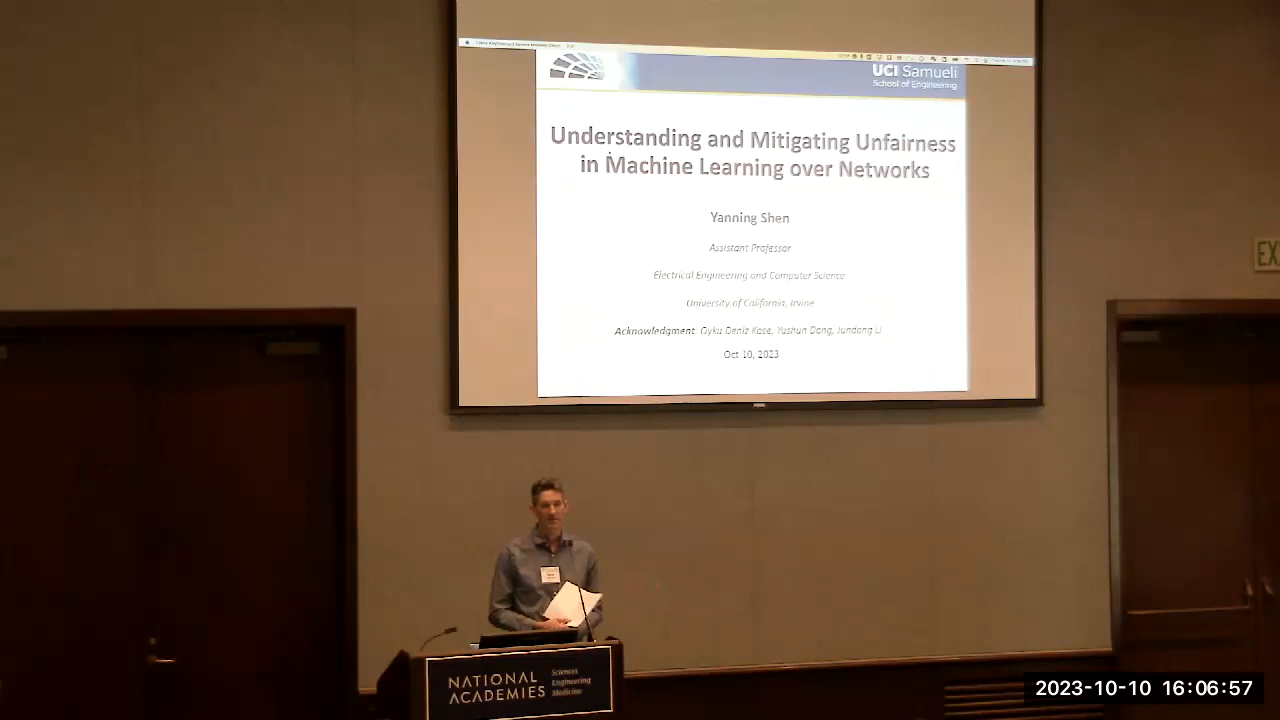 UCI Samueli
School of Engineering
Understanding and Mitigating Unfairness
in Machine Learning over Networks
Yanning Shen
Assistant Professor
Electrical Engineering and Computer Science
University of California, Irvine
Acknowledgment: Oyku Deniz Kose, Yushun Dong, Jundong Li
Oct 10, 2023
EX
NATIONAL
ACADEMIES
Sciences
Engineering
Medicine
2023-10-10 16:06:57